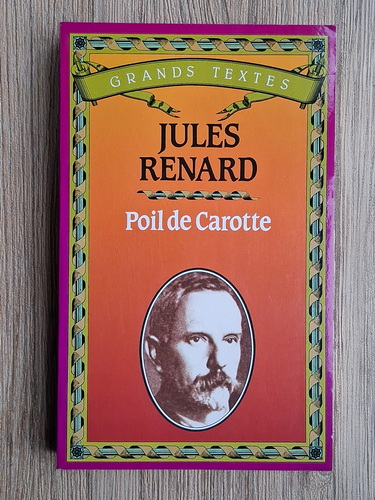 GRANDS TEXTES
JULES
RENARD
Poil de Carotte